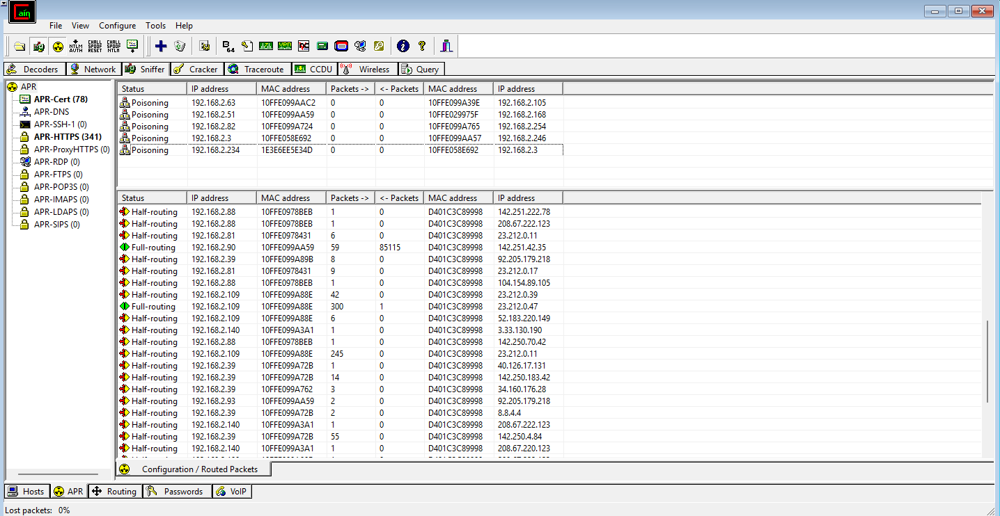 Cain
File View Configure Tools Help
NTLM AUTH CHALL SPOOF RESET CHALL SPOOF NTLM B64
Decoders Network Sniffer Cracker Traceroute CCDU Wireless Query
APR
APR-Cert (78)
APR-DNS
APR-SSH-1 (0)
APR-HTTPS (341)
APR-ProxyHTTPS (0)
APR-RDP (0)
APR-FTPS (0)
APR-POP3S (0)
APR-IMAPS (0)
APR-LDAPS (0)
APR-SIPS (0)
Status IP address MAC address Packets -> <- Packets MAC address IP address
Poisoning 192.168.2.63 10FFE099AAC2 0 0 10FFE099A39E 192.168.2.105
Poisoning 192.168.2.51 10FFE099AA59 0 0 10FFE029975F 192.168.2.168
Poisoning 192.168.2.82 10FFE099A724 0 0 10FFE099A765 192.168.2.254
Poisoning 192.168.2.3 10FFE058E692 0 0 10FFE099AA57 192.168.2.246
Poisoning 192.168.2.234 1E3E6EE5E34D 0 0 10FFE058E692 192.168.2.3
Status IP address MAC address Packets -> <- Packets MAC address IP address
Half-routing 192.168.2.88 10FFE0978BEB 1 0 D401C3C89998 142.251.222.78
Half-routing 192.168.2.88 10FFE0978BEB 1 0 D401C3C89998 208.67.222.123
Half-routing 192.168.2.81 10FFE0978431 6 0 D401C3C89998 23.212.0.11
Full-routing 192.168.2.90 10FFE099AA59 59 85115 D401C3C89998 142.251.42.35
Half-routing 192.168.2.39 10FFE099A89B 8 0 D401C3C89998 92.205.179.218
Half-routing 192.168.2.81 10FFE0978431 9 0 D401C3C89998 23.212.0.17
Half-routing 192.168.2.88 10FFE0978BEB 1 0 D401C3C89998 104.154.89.105
Half-routing 192.168.2.109 10FFE099A88E 42 0 D401C3C89998 23.212.0.39
Full-routing 192.168.2.109 10FFE099A88E 300 1 D401C3C89998 23.212.0.47
Half-routing 192.168.2.109 10FFE099A88E 6 0 D401C3C89998 52.183.220.149
Half-routing 192.168.2.140 10FFE099A3A1 1 0 D401C3C89998 3.33.130.190
Half-routing 192.168.2.88 10FFE0978BEB 1 0 D401C3C89998 142.250.70.42
Half-routing 192.168.2.109 10FFE099A88E 245 0 D401C3C89998 23.212.0.11
Half-routing 192.168.2.39 10FFE099A72B 1 0 D401C3C89998 40.126.17.131
Half-routing 192.168.2.39 10FFE099A72B 14 0 D401C3C89998 142.250.183.42
Half-routing 192.168.2.39 10FFE099A762 3 0 D401C3C89998 34.160.176.28
Half-routing 192.168.2.93 10FFE099AA59 2 0 D401C3C89998 92.205.179.218
Half-routing 192.168.2.39 10FFE099A72B 2 0 D401C3C89998 8.8.4.4
Half-routing 192.168.2.140 10FFE099A3A1 1 0 D401C3C89998 208.67.222.123
Half-routing 192.168.2.39 10FFE099A72B 55 0 D401C3C89998 142.250.4.84
Half-routing 192.168.2.140 10FFE099A3A1 1 0 D401C3C89998 208.67.220.123
Configuration / Routed Packets
Hosts APR Routing Passwords VoIP
Lost packets: 0%